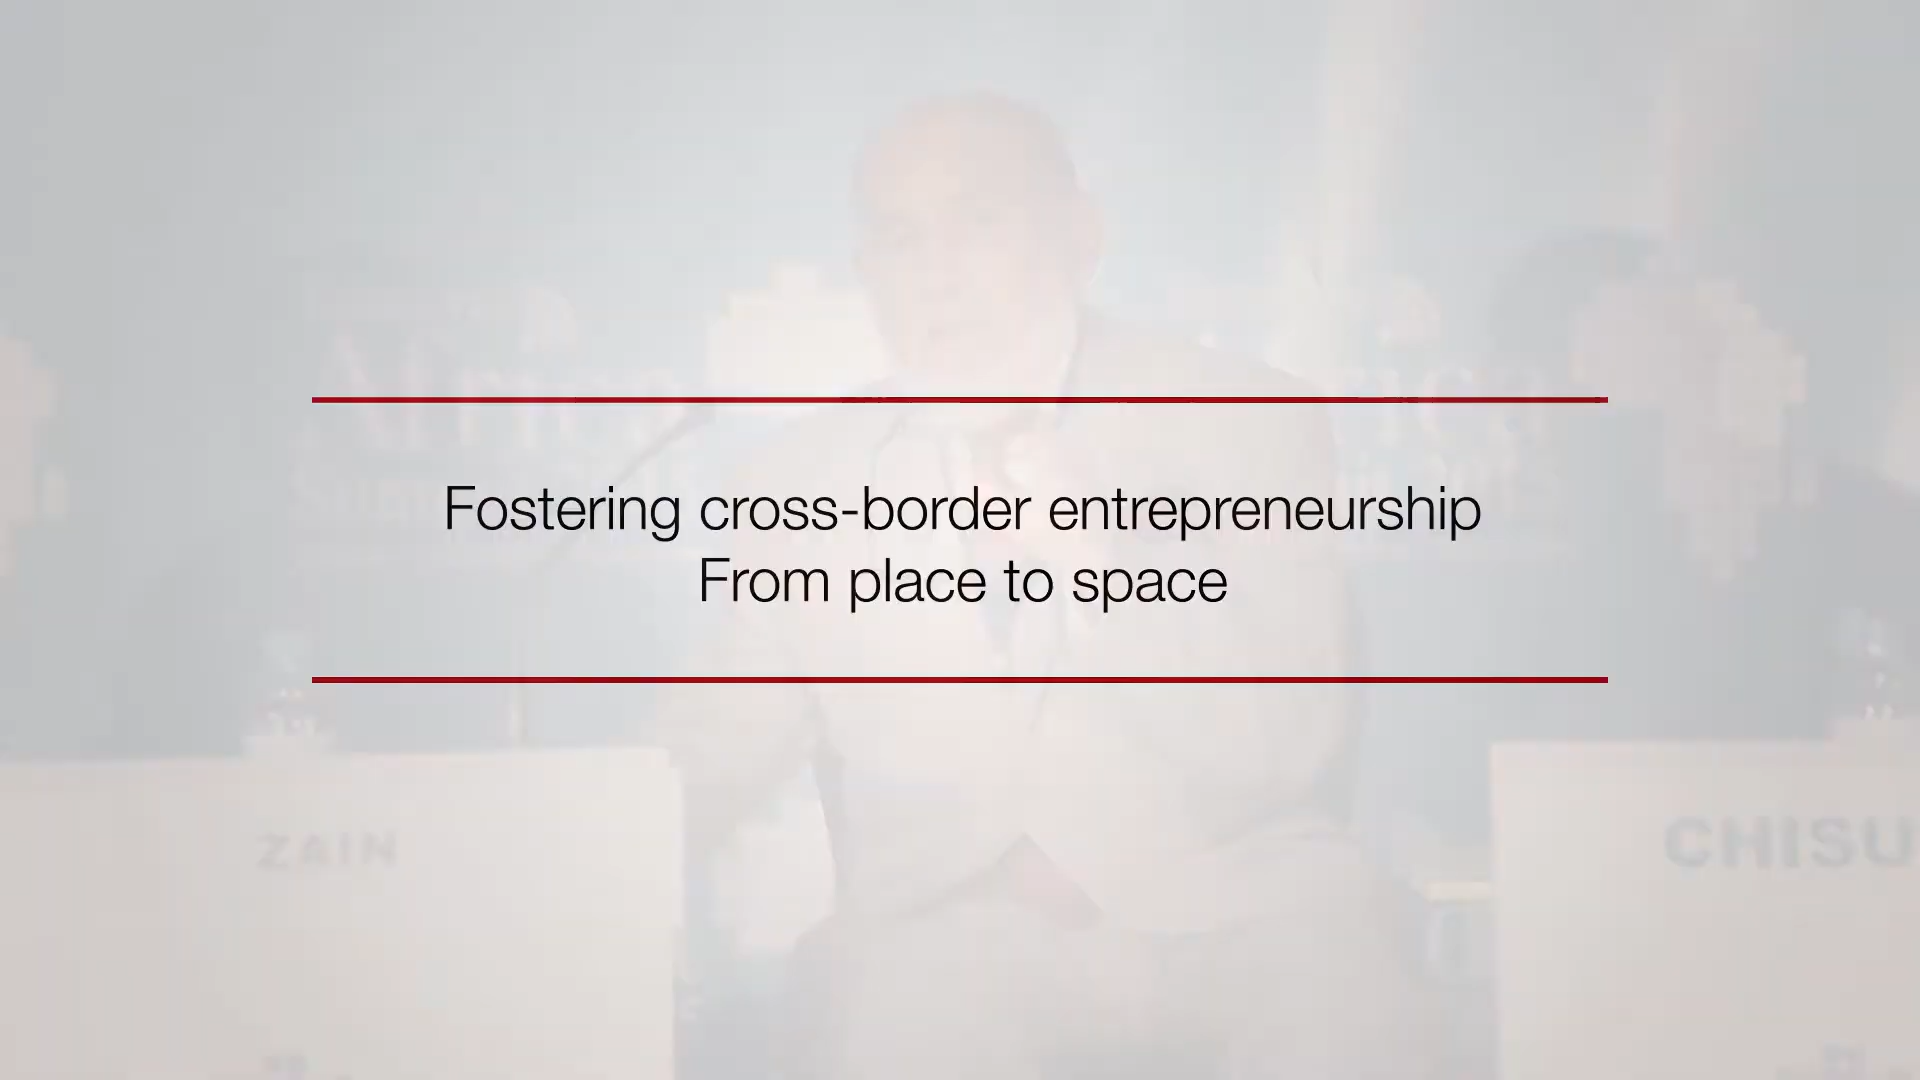 Fostering cross-border entrepreneurship
From place to space
ZAIN
CHISU